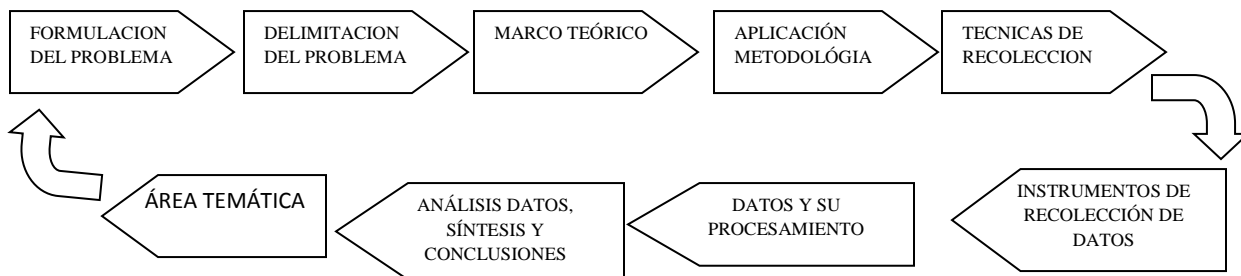 FORMULACION
DEL PROBLEMA
DELIMITACION
DEL PROBLEMA
MARCO TEÓRICO
APLICACIÓN
METODOLÓGIA
TECNICAS DE
RECOLECCION
INSTRUMENTOS DE
RECOLECCIÓN DE
DATOS
DATOS Y SU
PROCESAMIENTO
ANÁLISIS DATOS,
SÍNTESIS Y
CONCLUSIONES
ÁREA TEMÁTICA